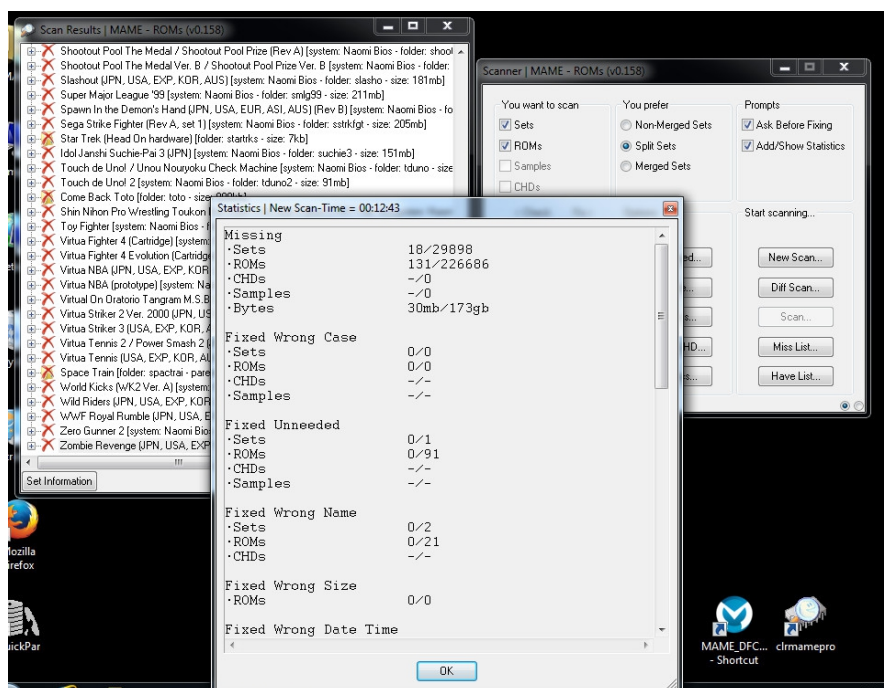 Scan Results | MAME - ROMs (v0.158)
Shootout Pool The Medal / Shootout Pool Prize (Rev A) [system: Naomi Bios - folder: shoot
Shootout Pool The Medal Ver. B / Shootout Pool Prize Ver. B [system: Naomi Bios - folder:
Slashout (JPN, USA, EXP, KOR, AUS) [system: Naomi Bios - folder: slasho - size: 181mb]
Super Major League '99 [system: Naomi Bios - folder: smlg99 - size: 211mb]
Spawn In the Demon's Hand (JPN, USA, EUR, ASI, AUS) (Rev B) [system: Naomi Bios - fo
Sega Strike Fighter (Rev A, set 1) [system: Naomi Bios - folder: sstrkfgt - size: 205mb]
Star Trek (Head On hardware) [folder: startrks - size: 7kb]
Idol Janshi Suchie-Pai 3 (JPN) [system: Naomi Bios - folder: suchie3 - size: 151mb]
Touch de Uno! / Unou Nouryoku Check Machine [system: Naomi Bios - folder: tduno - size
Touch de Uno! 2 [system: Naomi Bios - folder: tduno2 - size: 91mb]
Come Back Toto [folder: toto - size:
Shin Nihon Pro Wrestling Toukon
Toy Fighter [system: Naomi Bios - f
Virtua Fighter 4 (Cartridge) [system:
Virtua Fighter 4 Evolution (Cartridge
Virtua NBA (JPN, USA, EXP, KOR
Virtua NBA (prototype) [system: Na
Virtual On Oratorio Tangram M.S.B
Virtua Striker 2 Ver. 2000 (JPN, US
Virtua Striker 3 (USA, EXP, KOR, A
Virtua Tennis 2 / Power Smash 2 (
Virtua Tennis (USA, EXP, KOR, AU
Space Train [folder: spactrai - pare
World Kicks (WK2 Ver. A) [system:
Wild Riders (JPN, USA, EXP, KOR
WWF Royal Rumble (JPN, USA, E
Zero Gunner 2 [system: Naomi Bio
Zombie Revenge (JPN, USA, EXP
Set Information
Scanner | MAME - ROMs (v0.158)
You want to scan
Sets
ROMs
Samples
CHDs
You prefer
Non-Merged Sets
Split Sets
Merged Sets
Prompts
Ask Before Fixing
Add/Show Statistics
Start scanning...
New Scan...
Diff Scan...
Scan...
Miss List...
Have List...
ed...
HD...
Statistics | New Scan-Time = 00:12:43
Missing
·Sets 18/29898
·ROMs 131/226686
·CHDs -/0
·Samples -/0
·Bytes 30mb/173gb
Fixed Wrong Case
·Sets 0/0
·ROMs 0/0
·CHDs -/-
·Samples -/-
Fixed Unneeded
·Sets 0/1
·ROMs 0/91
·CHDs -/-
·Samples -/-
Fixed Wrong Name
·Sets 0/2
·ROMs 0/21
·CHDs -/-
Fixed Wrong Size
·ROMs 0/0
Fixed Wrong Date Time
OK
Mozilla
irefox
uickPar
MAME_DFC...
- Shortcut
clrmamepro